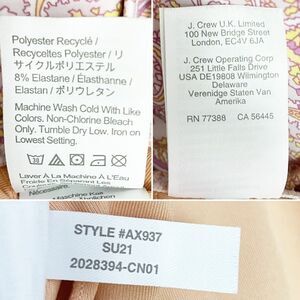 Polyester Recyclé /
Recycletes Polyester / リ
サイクルポリエステル
8% Elastane / Élasthanne /
Elastan / ポリウレタン
Machine Wash Cold With Like
Colors. Non-Chlorine Bleach
Only. Tumble Dry Low. Iron on
Lowest Setting.
30
Laver À La Machine À L'Eau
J. Crew U.K. Limited
100 New Bridge Street
London, EC4V 6JA
J. Crew Operating Corp
251 Little Falls Drive
USA DE19808 Wilmington
Delaware
Verenidge Staten Van
Amerika
RN 77388 CA 56445
STYLE #AX937
SU21
2028394-CN01